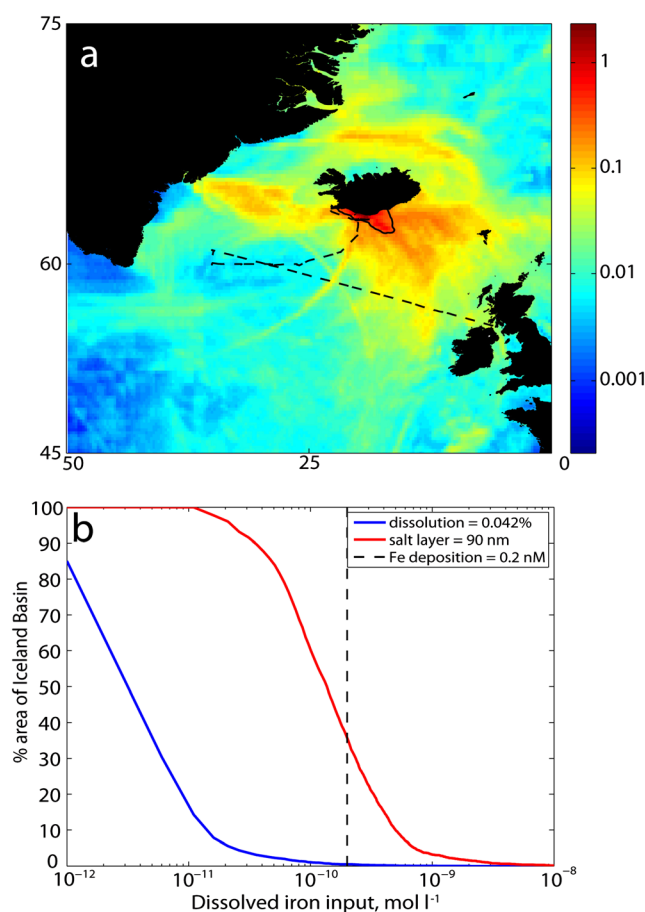 a
75
60
45
50
25
0
1
0.1
0.01
0.001
b
dissolution = 0.042%
salt layer = 90 nm
Fe deposition = 0.2 nM
100
90
80
70
60
50
40
30
20
10
0
% area of Iceland Basin
10⁻¹² 10⁻¹¹ 10⁻¹⁰ 10⁻⁹ 10⁻⁸
Dissolved iron input, mol l⁻¹